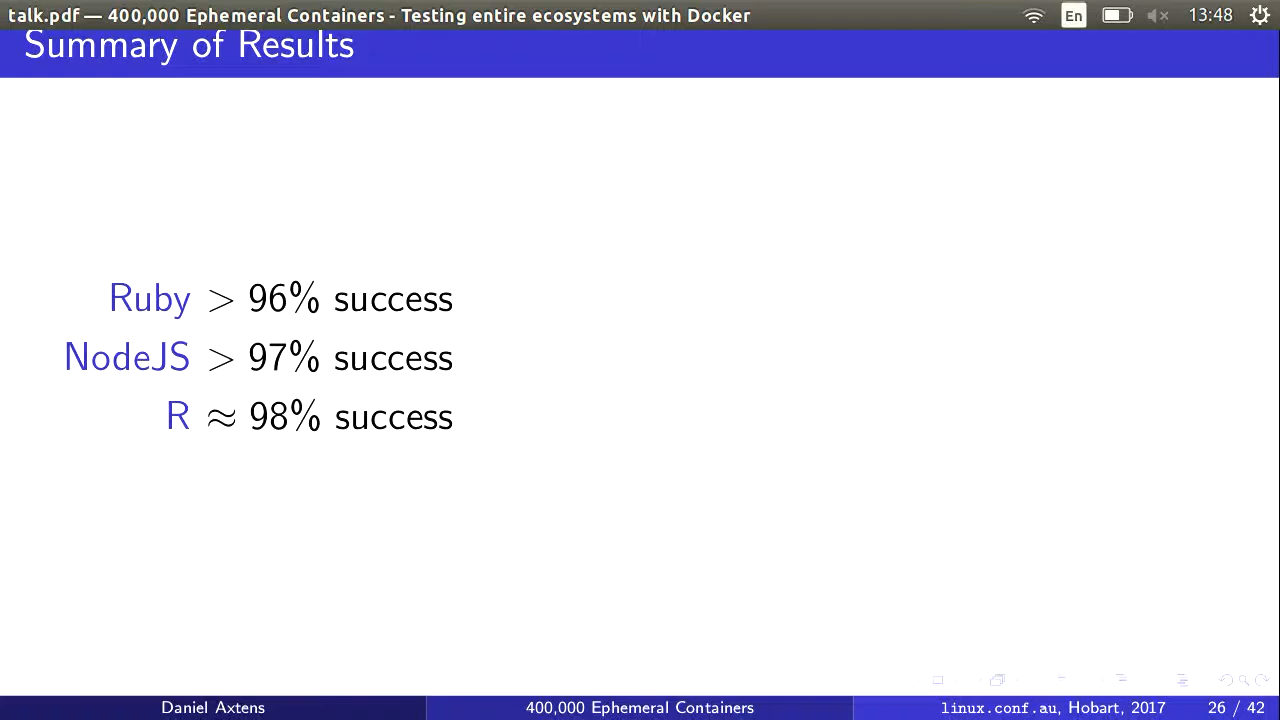 talk.pdf — 400,000 Ephemeral Containers - Testing entire ecosystems with Docker
En
13:48
Summary of Results
Ruby > 96% success
NodeJS > 97% success
R ≈ 98% success
Daniel Axtens
400,000 Ephemeral Containers
linux.conf.au, Hobart, 2017
26 / 42